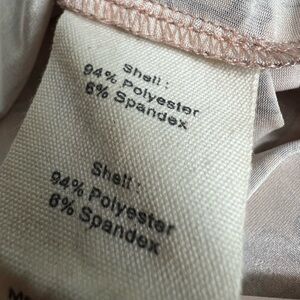 Shell :
94% Polyester
6% Spandex
Shell :
94% Polyester
6% Spandex